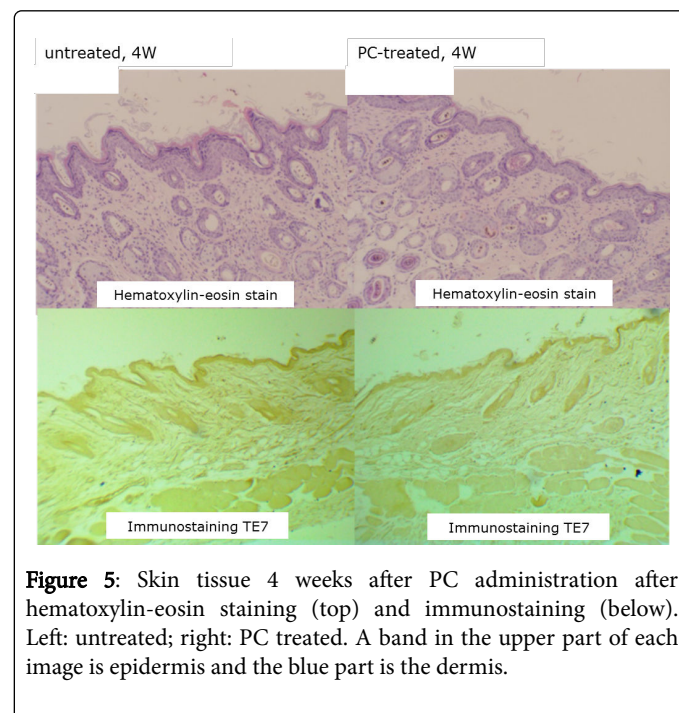 untreated, 4W
PC-treated, 4W
Hematoxylin-eosin stain
Hematoxylin-eosin stain
Immunostaining TE7
Immunostaining TE7
Figure 5: Skin tissue 4 weeks after PC administration after
hematoxylin-eosin staining (top) and immunostaining (below).
Left: untreated; right: PC treated. A band in the upper part of each
image is epidermis and the blue part is the dermis.